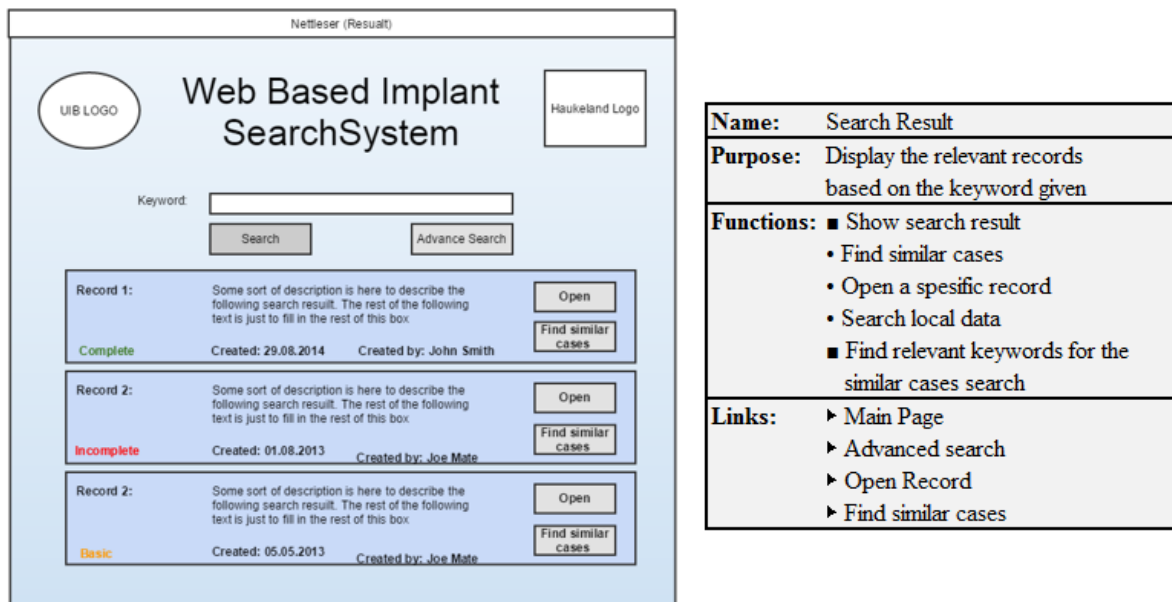 Nettleser (Resualt)
UIB LOGO
Web Based Implant
SearchSystem
Haukeland Logo
Keyword:
Search
Advance Search
Record 1:
Some sort of description is here to describe the
following search resuilt. The rest of the following
text is just to fill in the rest of this box
Open
Find similar
cases
Complete
Created: 29.08.2014
Created by: John Smith
Record 2:
Some sort of description is here to describe the
following search resuilt. The rest of the following
text is just to fill in the rest of this box
Open
Find similar
cases
Incomplete
Created: 01.08.2013
Created by: Joe Mate
Record 2:
Some sort of description is here to describe the
following search resuilt. The rest of the following
text is just to fill in the rest of this box
Open
Find similar
cases
Basic
Created: 05.05.2013
Created by: Joe Mate
Name: Search Result
Purpose: Display the relevant records
based on the keyword given
Functions: ■ Show search result
• Find similar cases
• Open a spesific record
• Search local data
■ Find relevant keywords for the
similar cases search
Links: ‣ Main Page
‣ Advanced search
‣ Open Record
‣ Find similar cases